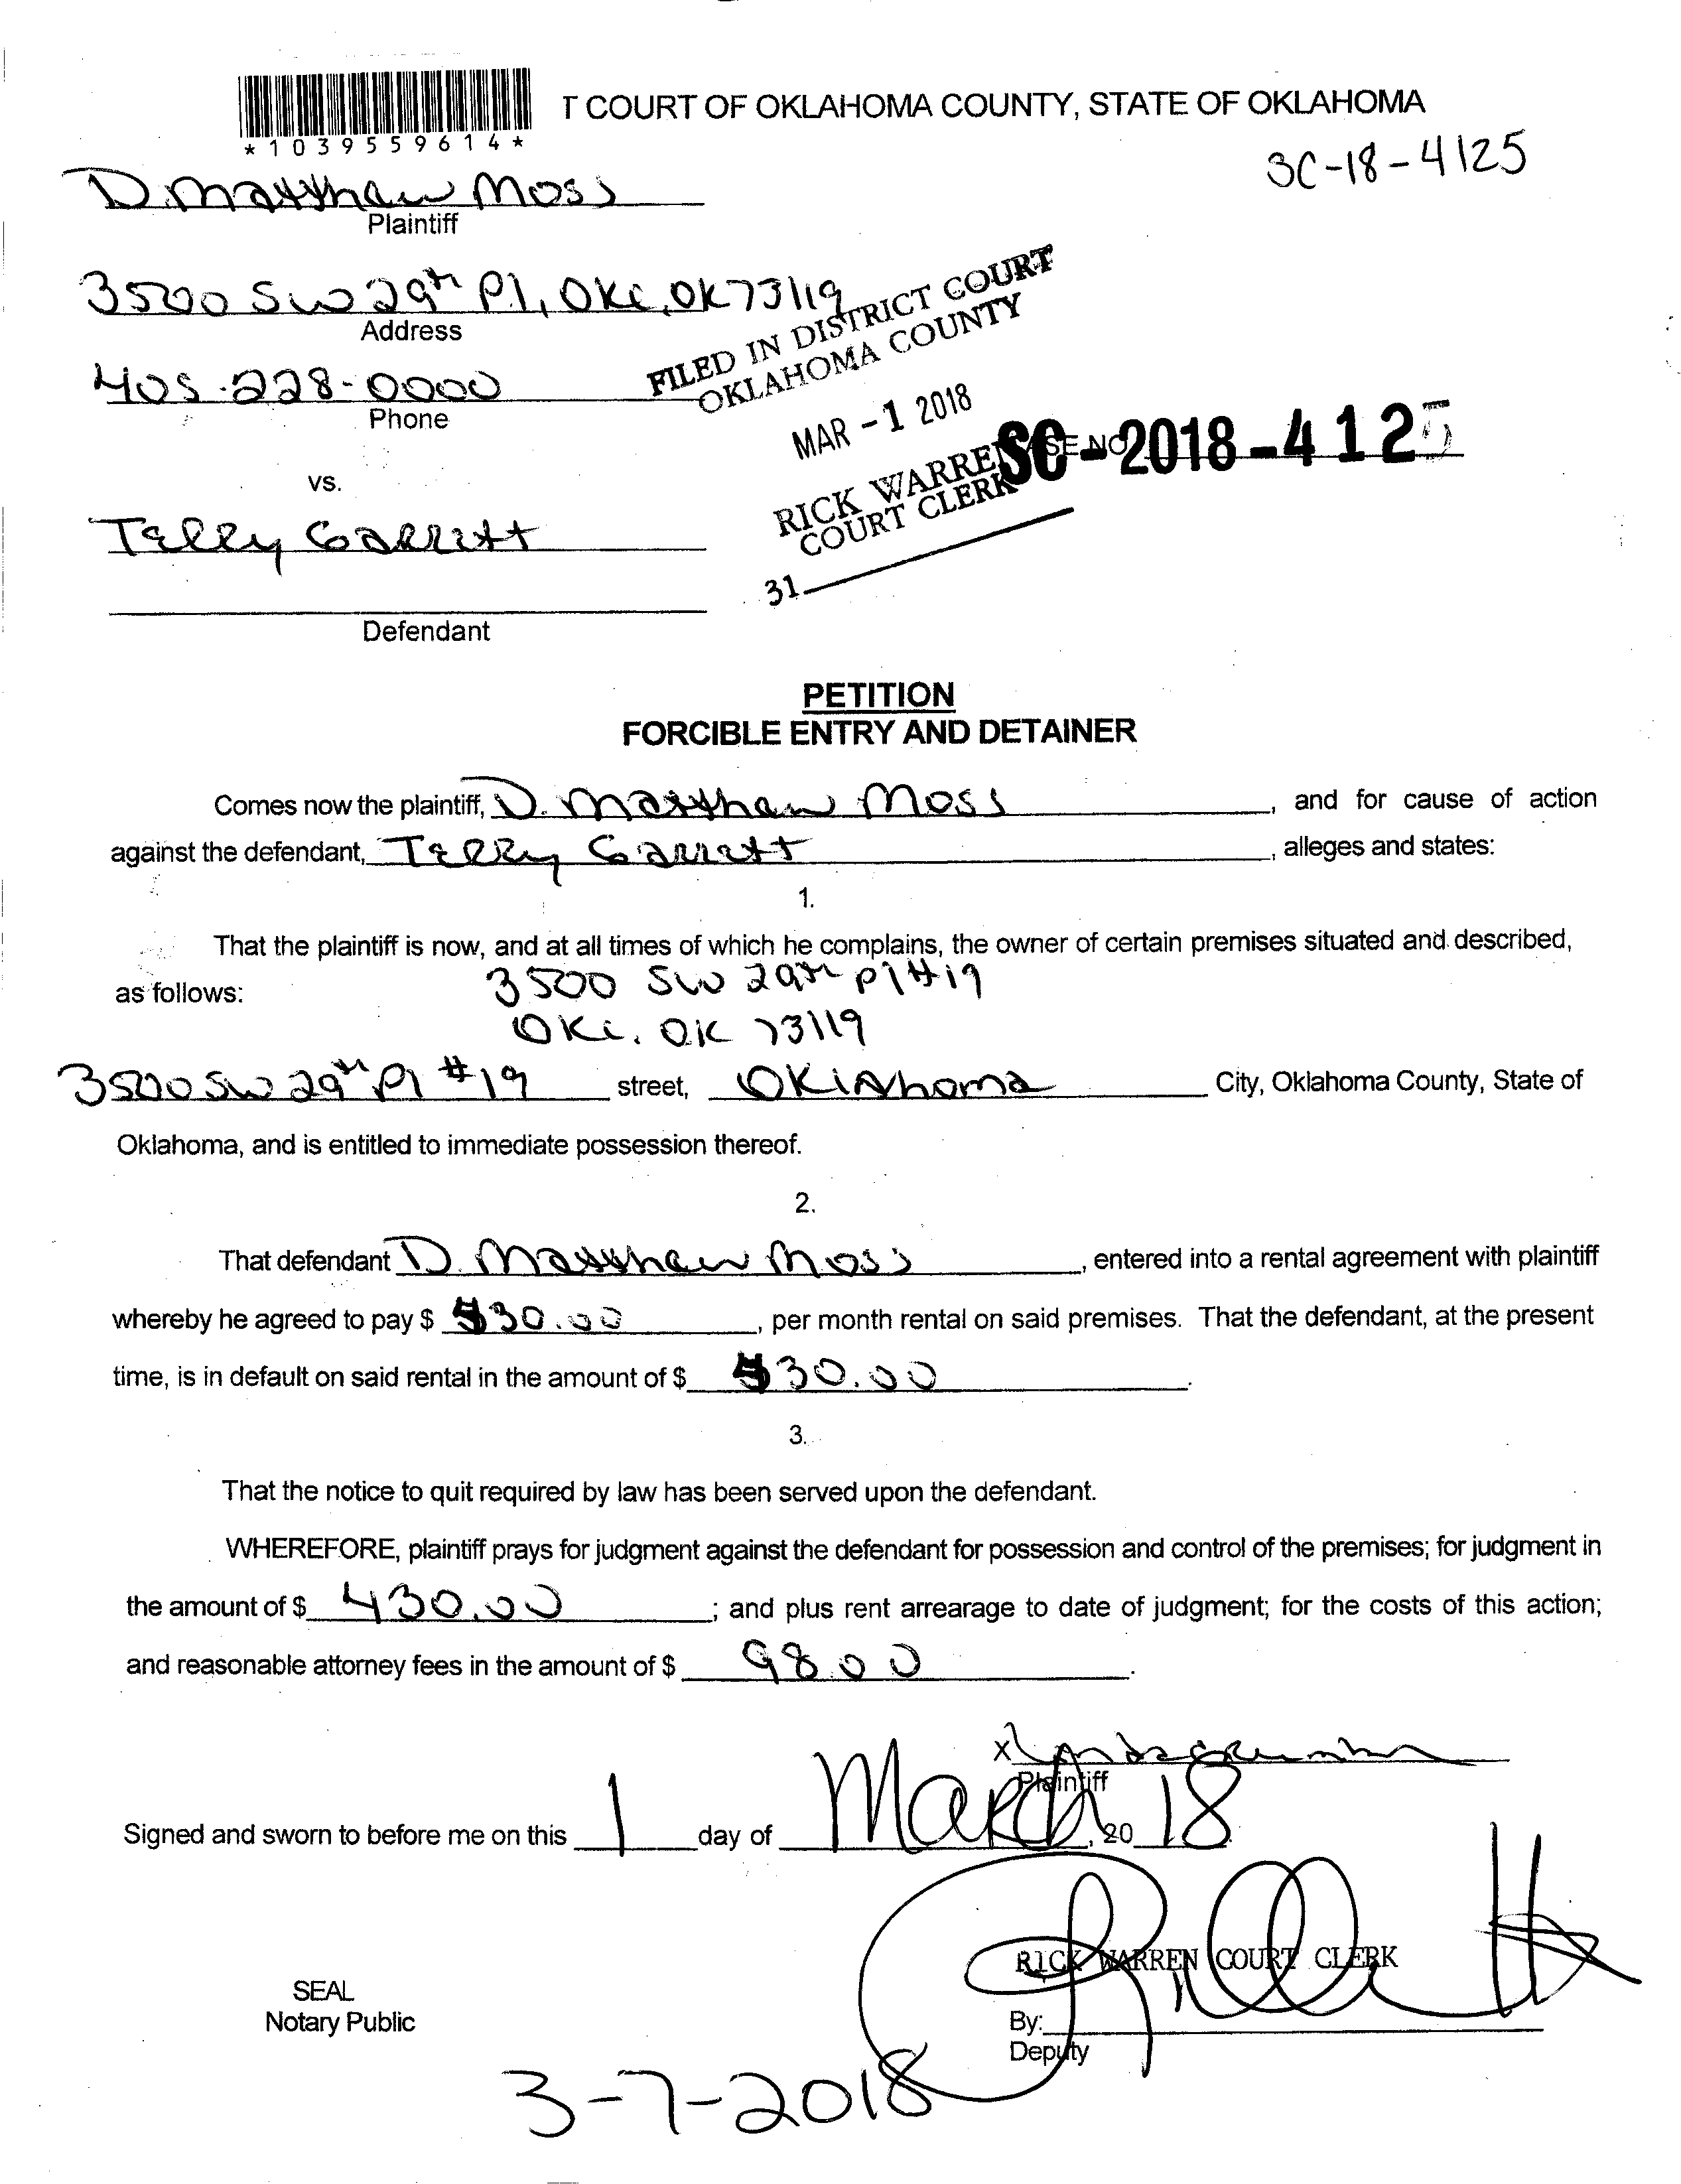 T COURT OF OKLAHOMA COUNTY, STATE OF OKLAHOMA
*1039559614*
SC-18-4125
D. Matthew Moss
Plaintiff
3500 SW 29th Pl, OKC, OK 73119
Address
405-228-0000
Phone
FILED IN DISTRICT COURT
OKLAHOMA COUNTY
MAR -1 2018
RICK WARREN
COURT CLERK
31
SC-2018-4125
vs.
Terry Garrett
Defendant
PETITION
FORCIBLE ENTRY AND DETAINER
Comes now the plaintiff, D. Matthew Moss, and for cause of action
against the defendant, Terry Garrett, alleges and states:
1.
That the plaintiff is now, and at all times of which he complains, the owner of certain premises situated and described,
as follows: 3500 SW 29th Pl #19
OKC. OK 73119
3500 SW 29th Pl #19 street, Oklahoma City, Oklahoma County, State of
Oklahoma, and is entitled to immediate possession thereof.
2.
That defendant D. Matthew Moss, entered into a rental agreement with plaintiff
whereby he agreed to pay $ 430.00, per month rental on said premises. That the defendant, at the present
time, is in default on said rental in the amount of $ 430.00.
3.
That the notice to quit required by law has been served upon the defendant.
WHEREFORE, plaintiff prays for judgment against the defendant for possession and control of the premises; for judgment in
the amount of $ 430.00; and plus rent arrearage to date of judgment; for the costs of this action;
and reasonable attorney fees in the amount of $ 98.00.
x
Plaintiff
Signed and sworn to before me on this 1 day of March, 20 18.
RICK WARREN COURT CLERK
SEAL
Notary Public
By:
Deputy
3-7-2018